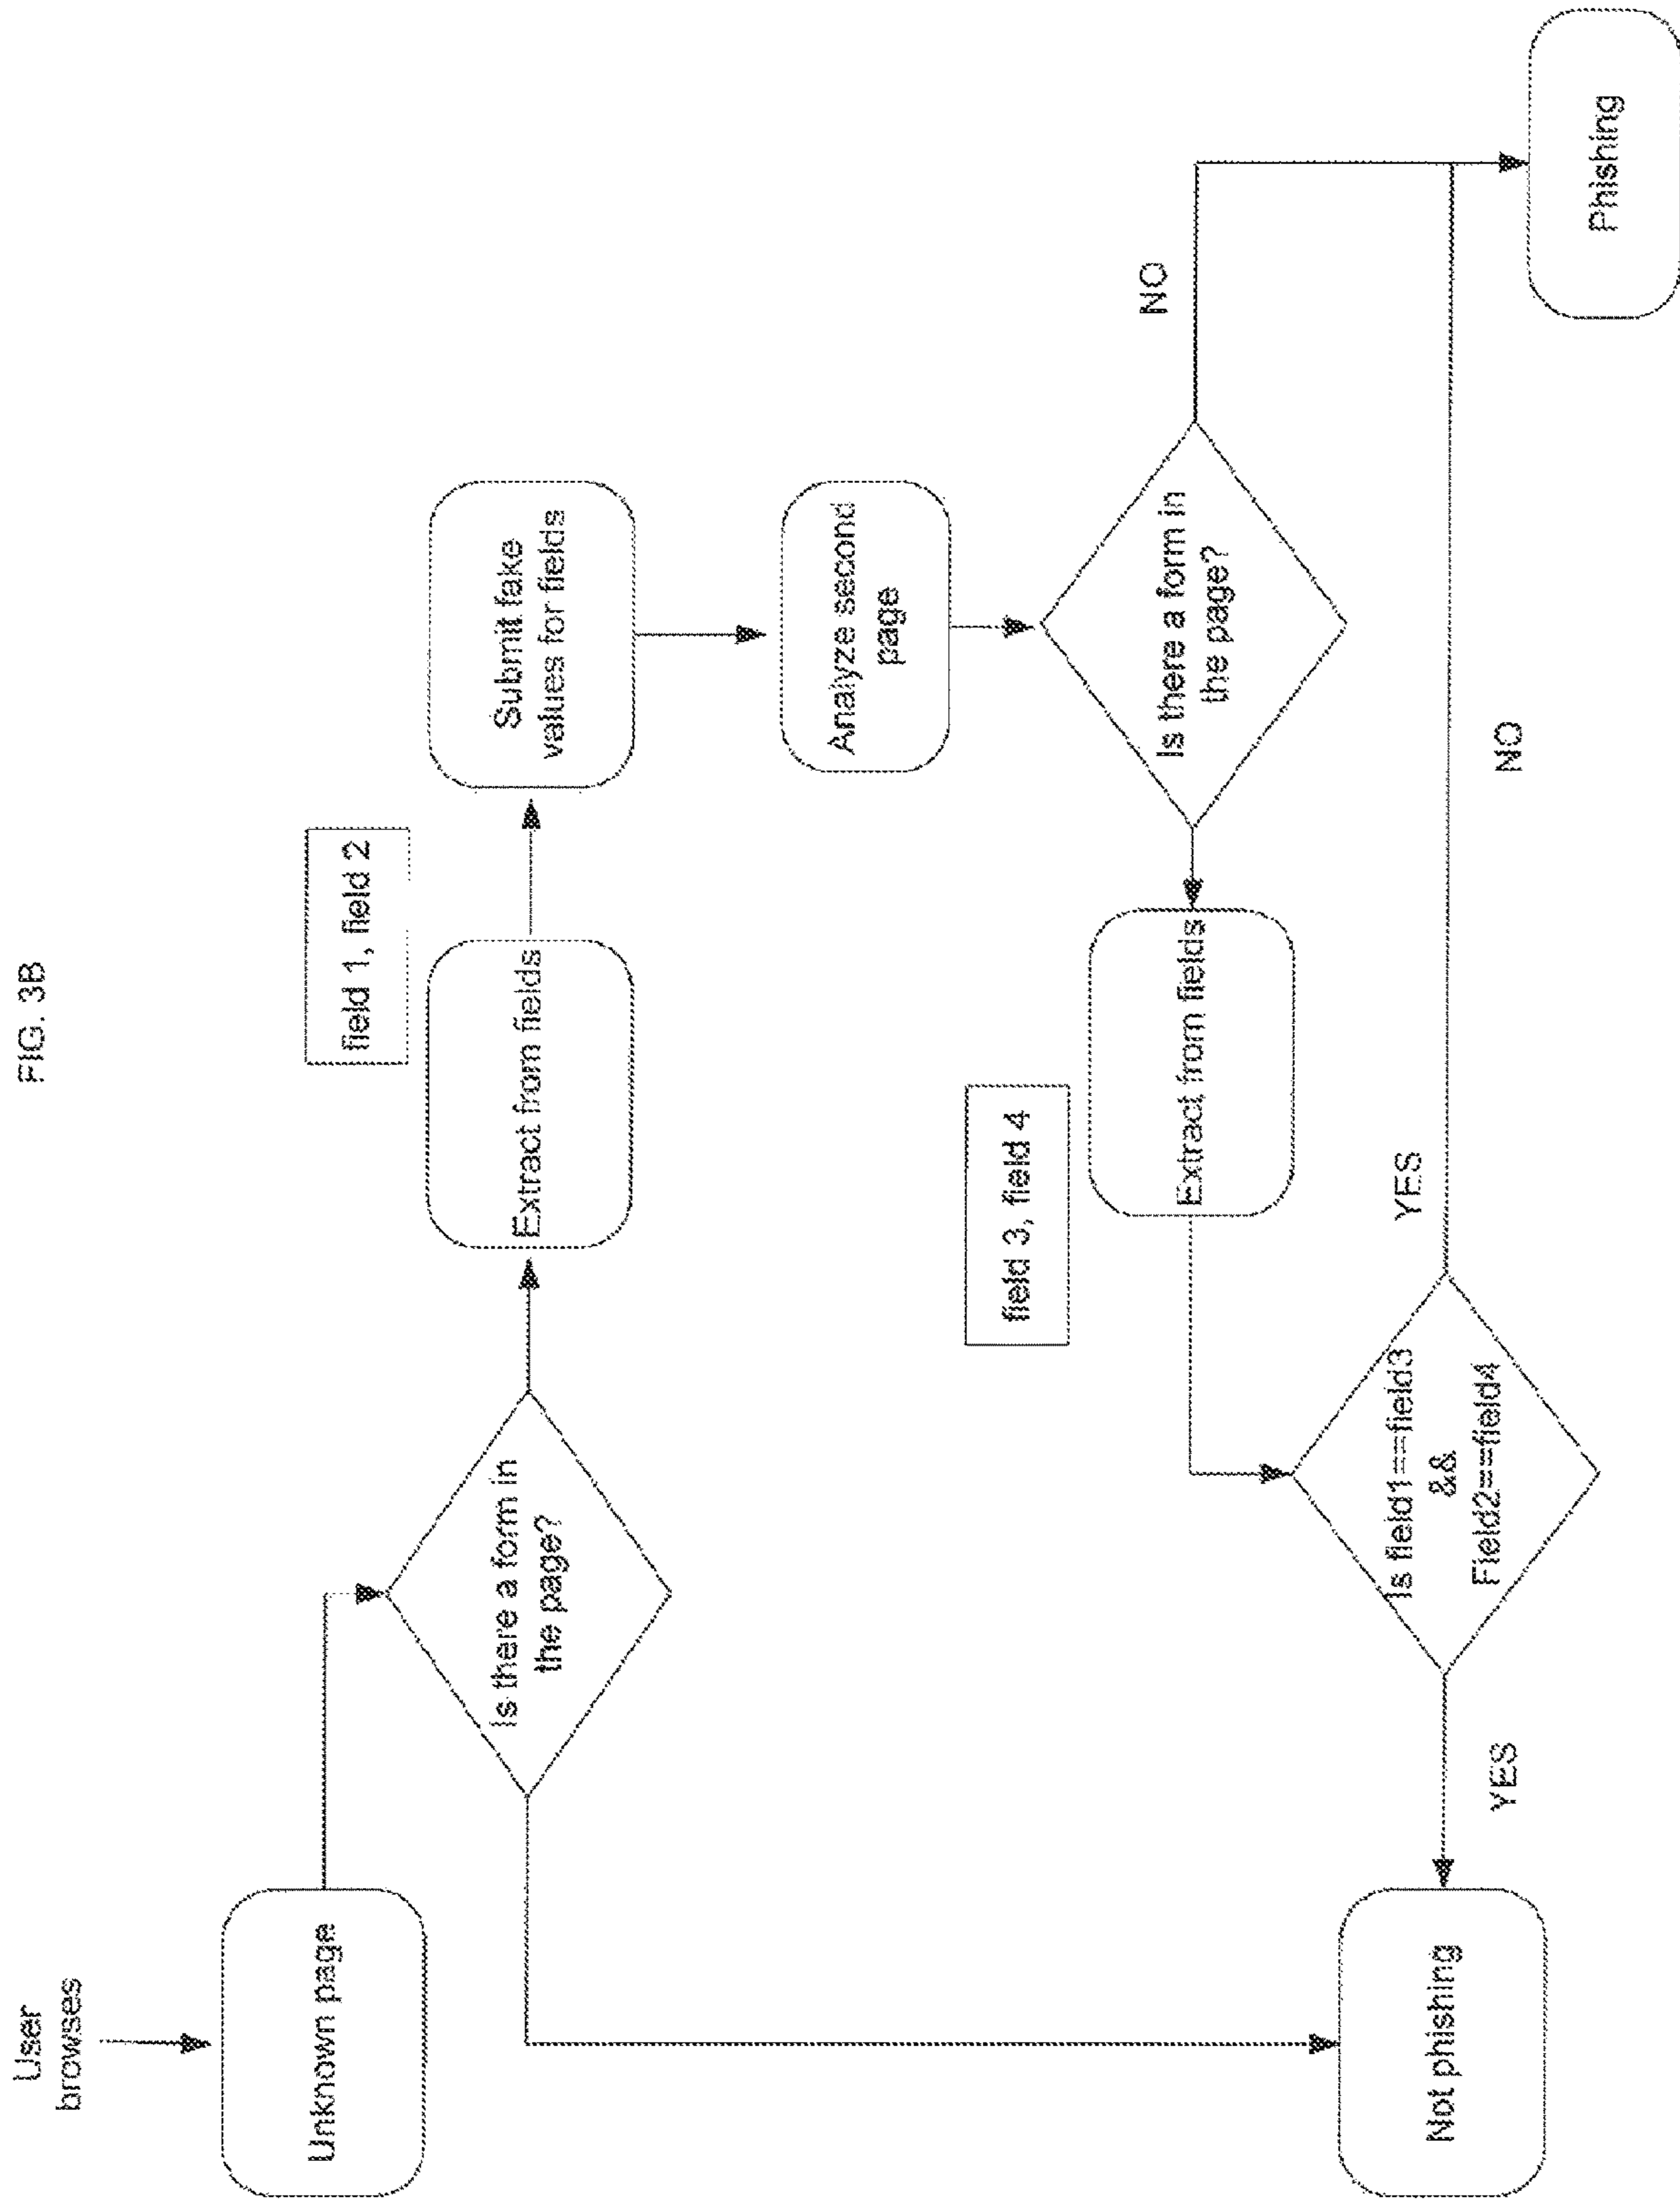 FIG. 3B
User
browses
Unknown page
Is there a form in
the page?
Extract from fields
field 1, field 2
Submit fake
values for fields
Analyze second
page
Is there a form in
the page?
NO
Extract from fields
field 3, field 4
Is field1==field3
&&
Field2==field4
YES
NO
YES
Not phishing
Phishing